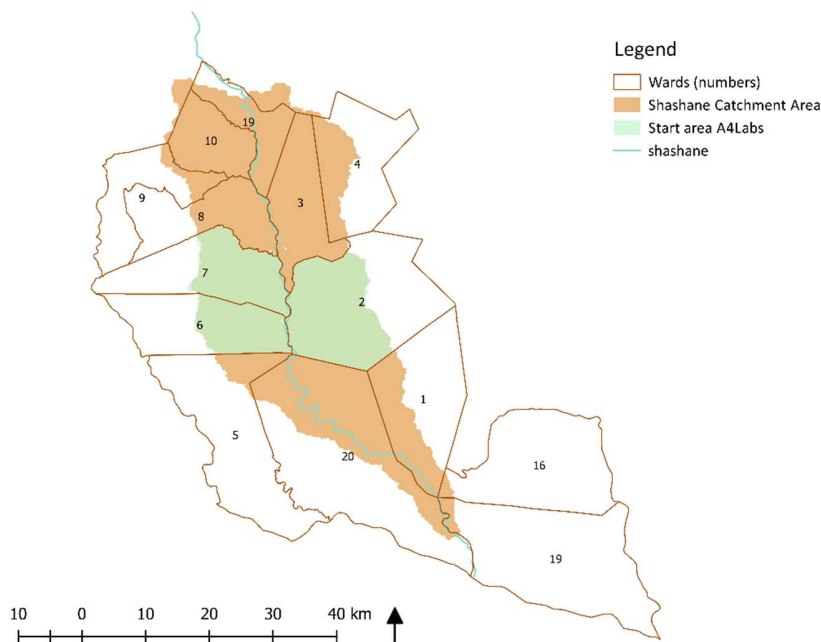 Legend
Wards (numbers)
Shashane Catchment Area
Start area A4Labs
shashane
19
10
4
9
3
8
7
2
6
1
5
20
16
19
10 0 10 20 30 40 km